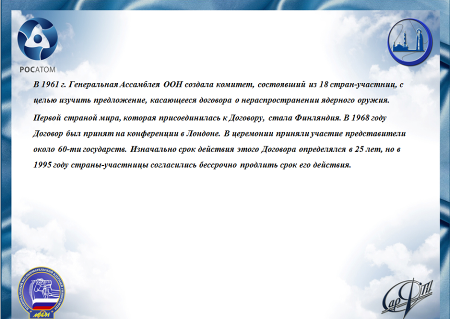 РОСАТОМ
В 1961 г. Генеральная Ассамблея ООН создала комитет, состоявший из 18 стран-участниц, с
целью изучить предложение, касающееся договора о нераспространении ядерного оружия.
Первой страной мира, которая присоединилась к Договору, стала Финляндия. В 1968 году
Договор был принят на конференции в Лондоне. В церемонии приняли участие представители
около 60-ти государств. Изначально срок действия этого Договора определялся в 25 лет, но в
1995 году страны-участницы согласились бессрочно продлить срок его действия.